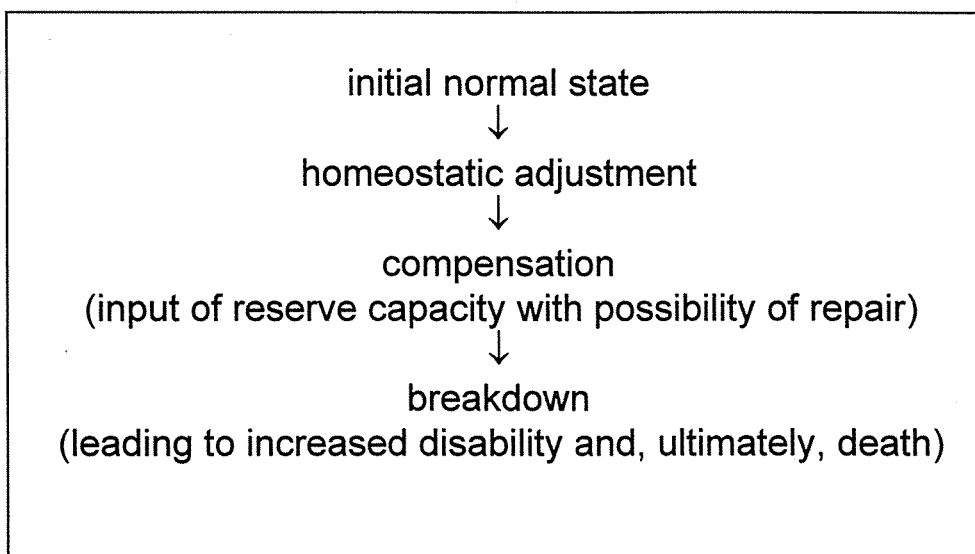 initial normal state
↓
homeostatic adjustment
↓
compensation
(input of reserve capacity with possibility of repair)
↓
breakdown
(leading to increased disability and, ultimately, death)